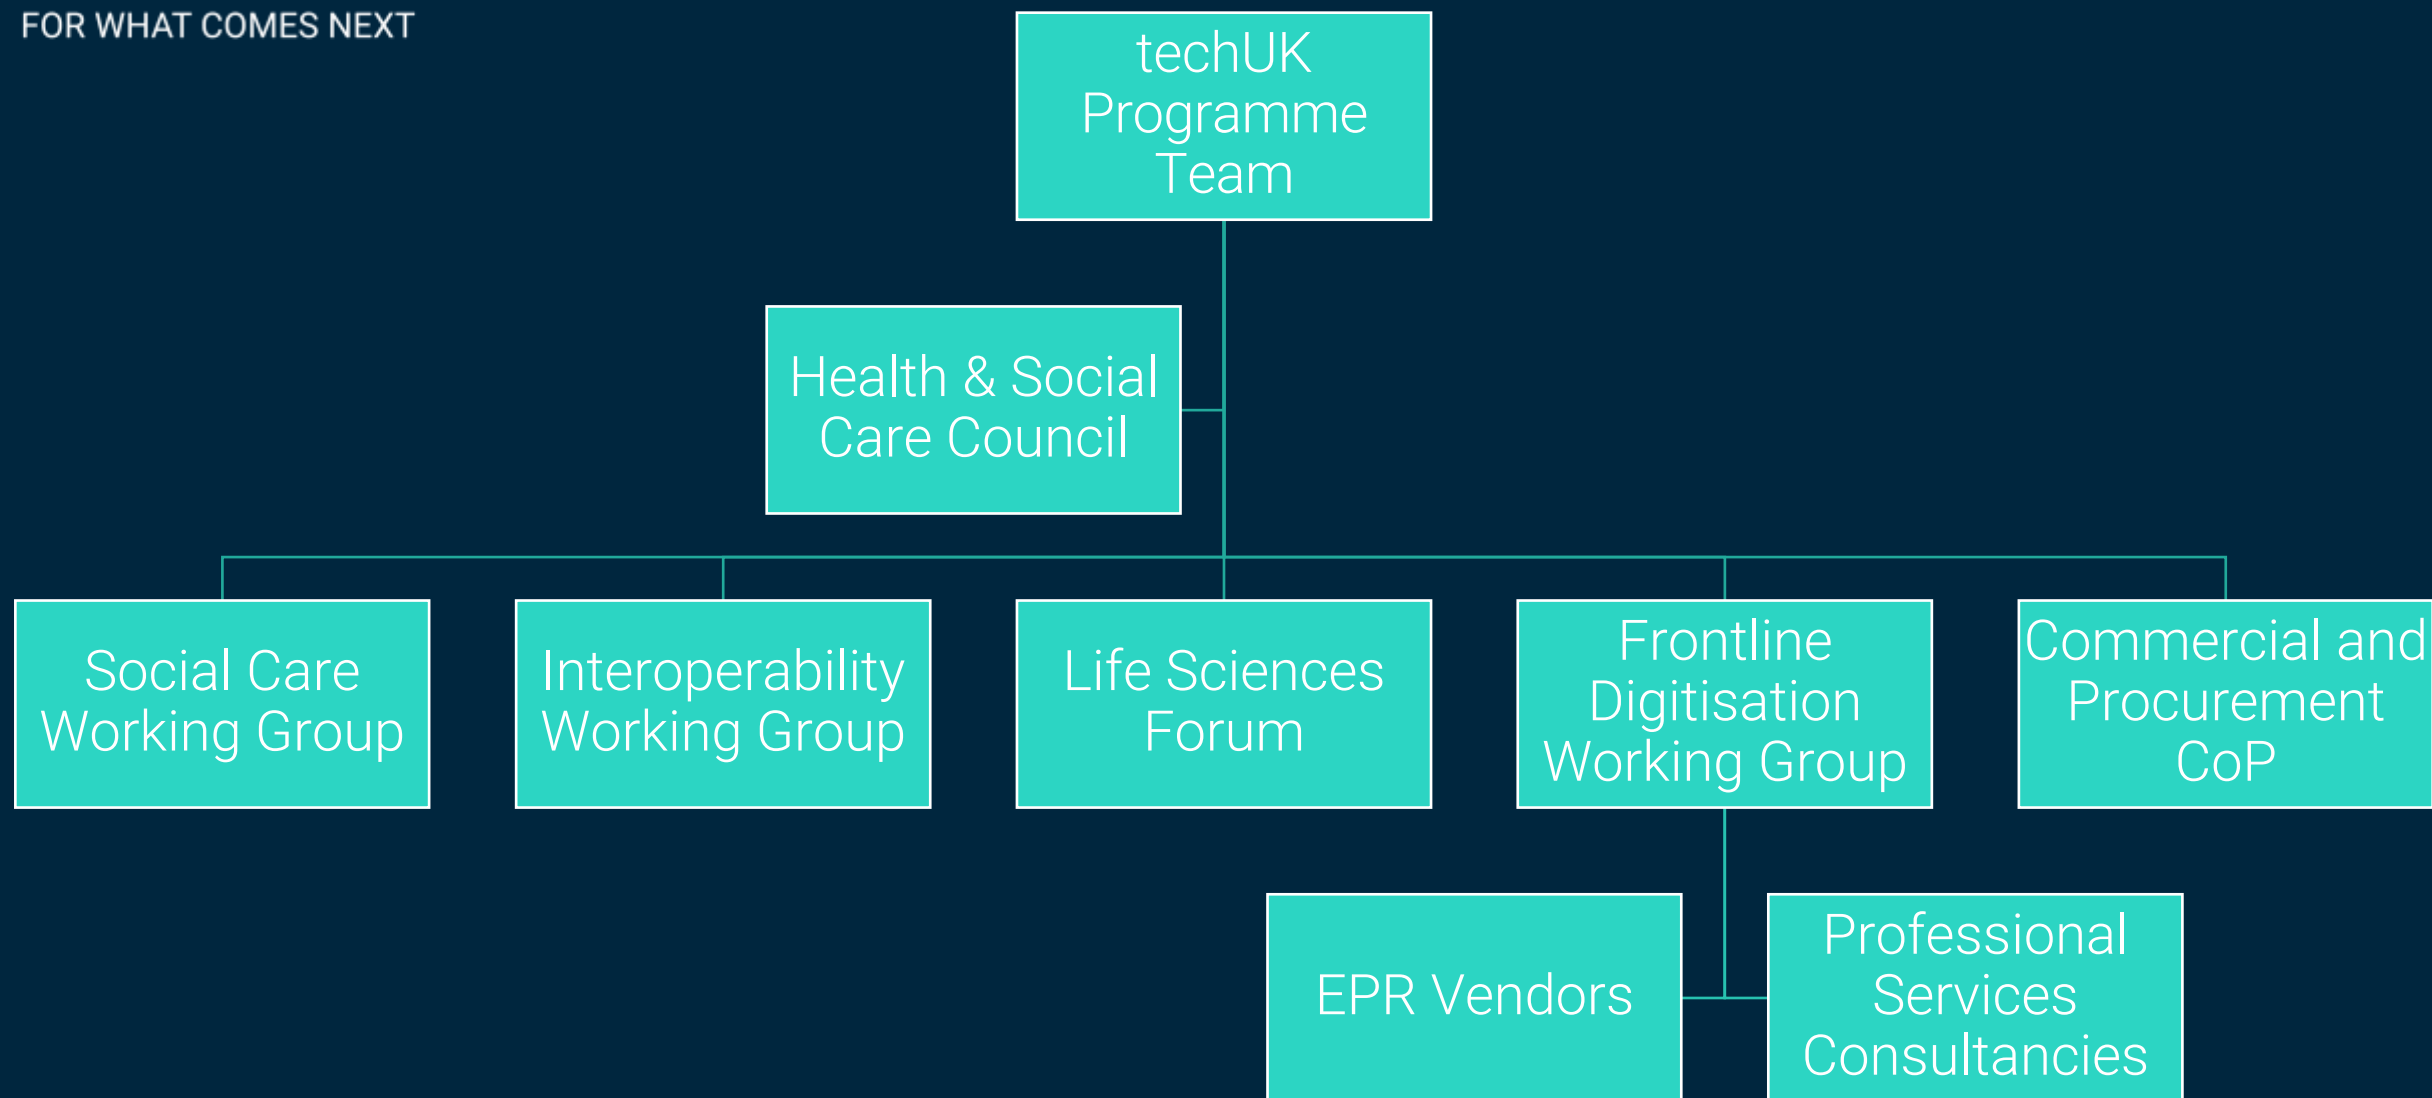 FOR WHAT COMES NEXT
techUK
Programme
Team
Health & Social
Care Council
Social Care
Working Group
Interoperability
Working Group
Life Sciences
Forum
Frontline
Digitisation
Working Group
Commercial and
Procurement
CoP
EPR Vendors
Professional
Services
Consultancies